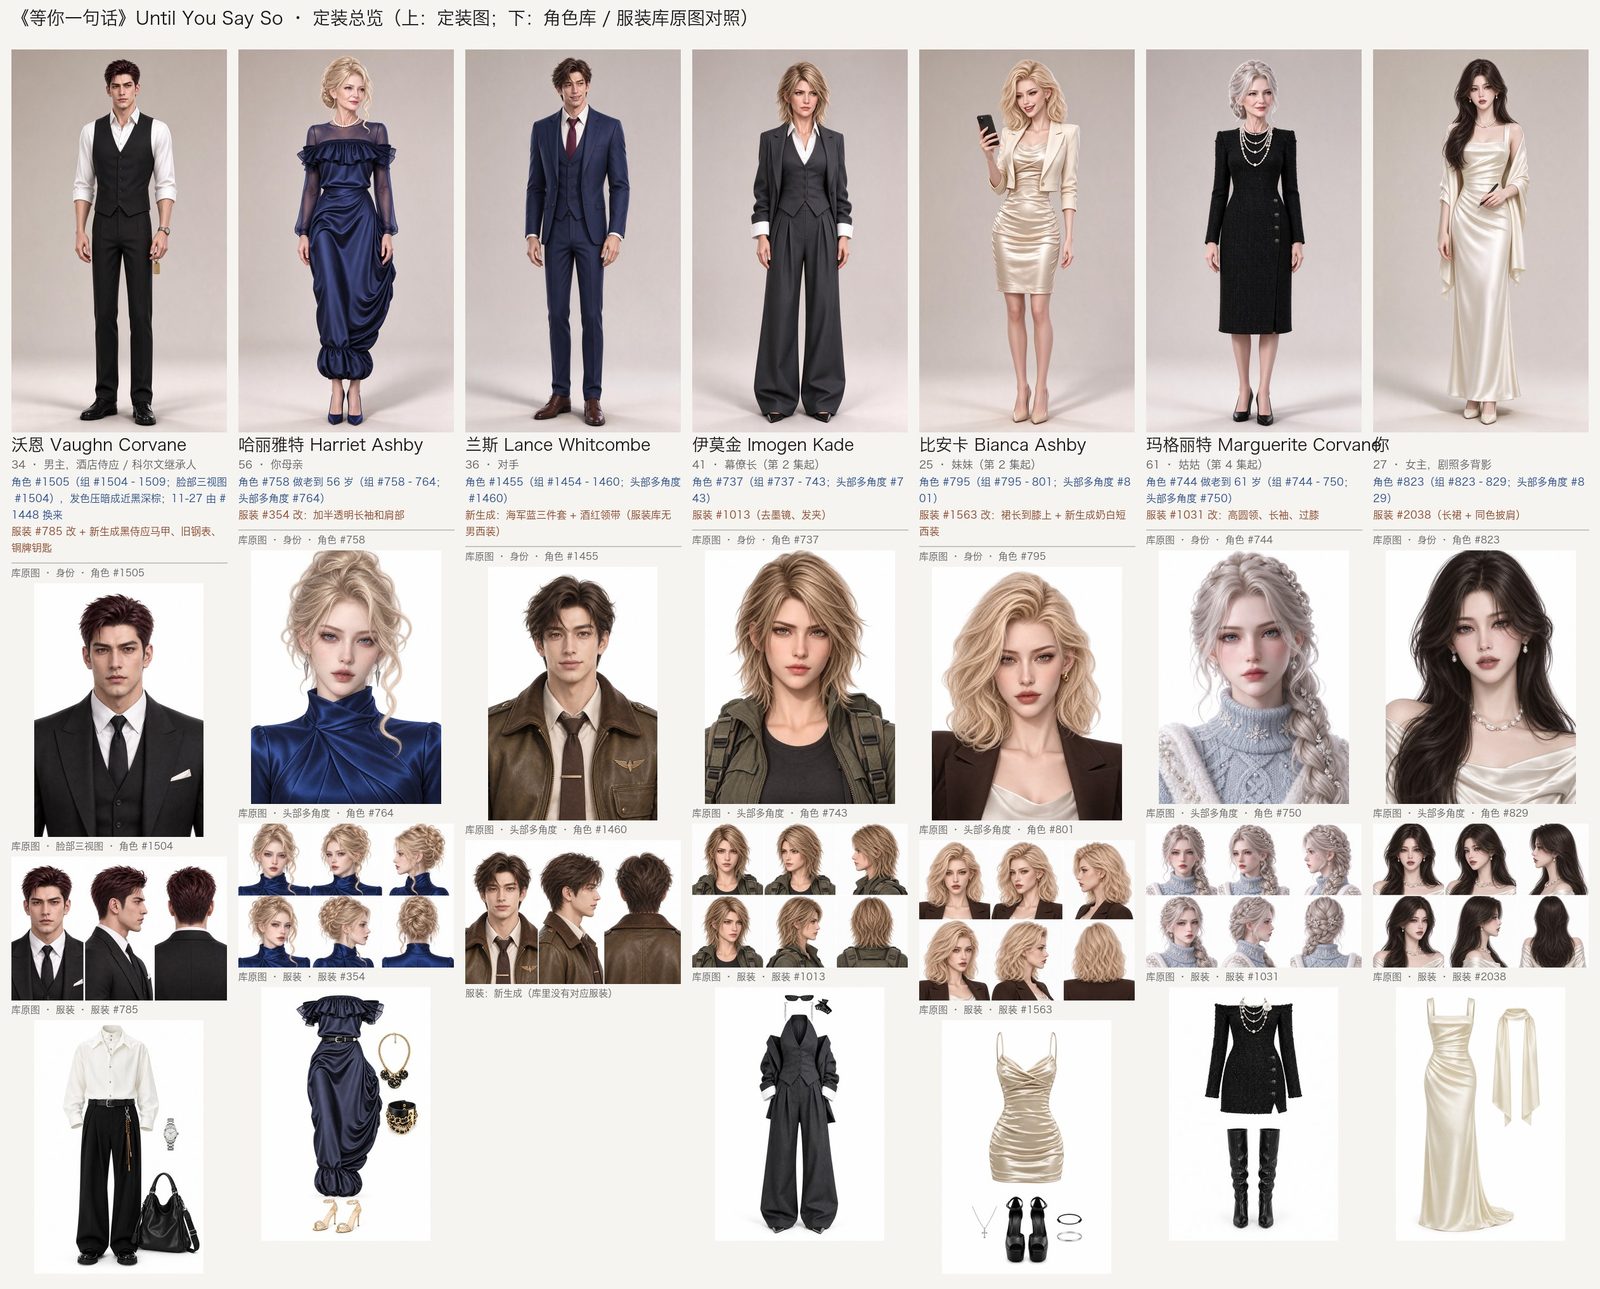 《等你一句话》Until You Say So · 定装总览（上：定装图；下：角色库 / 服装库原图对照）
沃恩 Vaughn Corvane
34 · 男主，酒店侍应 / 科尔文继承人
角色 #1505（组 #1504 - 1509；脸部三视图
#1504），发色压暗成近黑深棕；11-27 由 #
1448 换来
服装 #785 改 + 新生成黑侍应马甲、旧钢表、
铜牌钥匙
库原图 · 身份 · 角色 #1505
库原图 · 脸部三视图 · 角色 #1504
库原图 · 服装 · 服装 #785
哈丽雅特 Harriet Ashby
56 · 你母亲
角色 #758 做老到 56 岁（组 #758 - 764；
头部多角度 #764）
服装 #354 改：加半透明长袖和肩部
库原图 · 身份 · 角色 #758
库原图 · 头部多角度 · 角色 #764
库原图 · 服装 · 服装 #354
兰斯 Lance Whitcombe
36 · 对手
角色 #1455（组 #1454 - 1460；头部多角度
#1460）
新生成：海军蓝三件套 + 酒红领带（服装库无
男西装）
库原图 · 身份 · 角色 #1455
库原图 · 头部多角度 · 角色 #1460
服装：新生成（库里没有对应服装）
伊莫金 Imogen Kade
41 · 幕僚长（第 2 集起）
角色 #737（组 #737 - 743；头部多角度 #7
43）
服装 #1013（去墨镜、发夹）
库原图 · 身份 · 角色 #737
库原图 · 头部多角度 · 角色 #743
库原图 · 服装 · 服装 #1013
比安卡 Bianca Ashby
25 · 妹妹（第 2 集起）
角色 #795（组 #795 - 801；头部多角度 #8
01）
服装 #1563 改：裙长到膝上 + 新生成奶白短
西装
库原图 · 身份 · 角色 #795
库原图 · 头部多角度 · 角色 #801
库原图 · 服装 · 服装 #1563
玛格丽特 Marguerite Corvane
61 · 姑姑（第 4 集起）
角色 #744 做老到 61 岁（组 #744 - 750；
头部多角度 #750）
服装 #1031 改：高圆领、长袖、过膝
库原图 · 身份 · 角色 #744
库原图 · 头部多角度 · 角色 #750
库原图 · 服装 · 服装 #1031
你
27 · 女主，剧照多背影
角色 #823（组 #823 - 829；头部多角度 #8
29）
服装 #2038（长裙 + 同色披肩）
库原图 · 身份 · 角色 #823
库原图 · 头部多角度 · 角色 #829
库原图 · 服装 · 服装 #2038